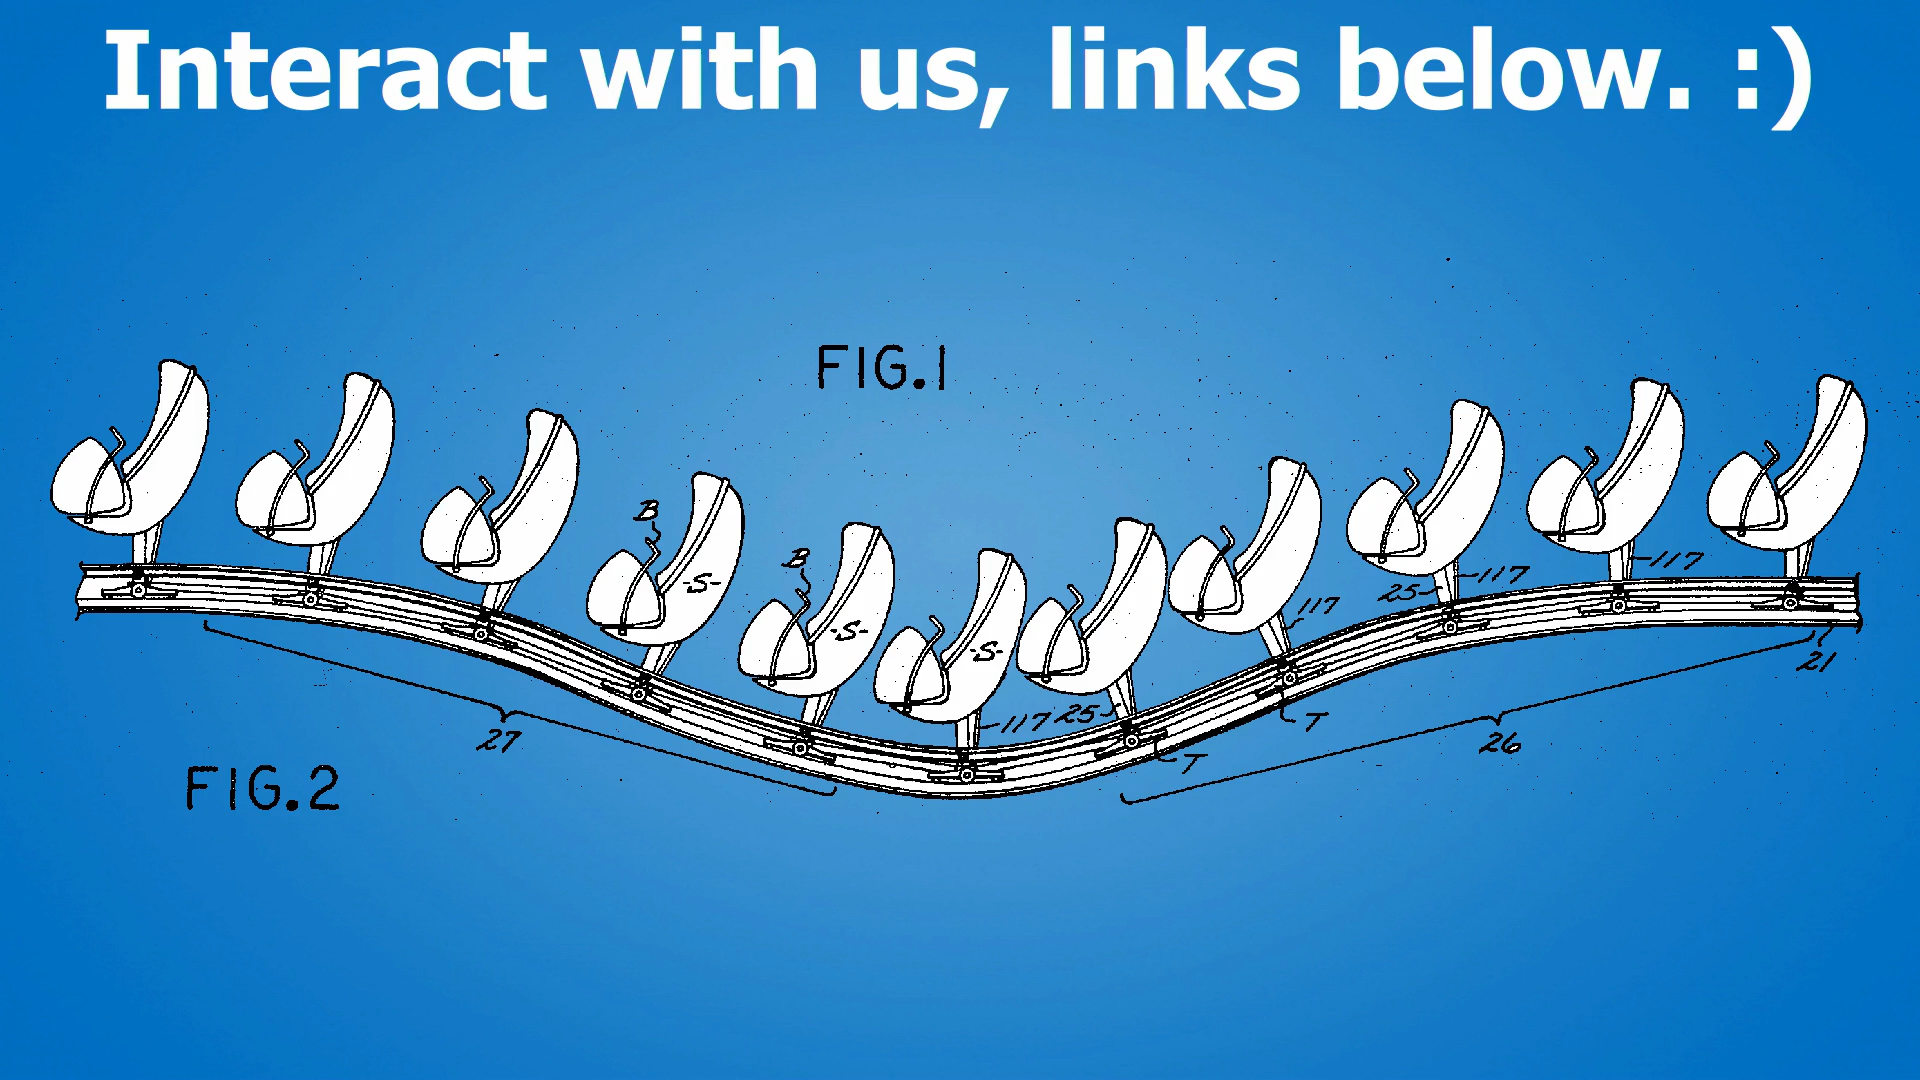 Interact with us, links below. :)
FIG.1
B
B
-S-
-S-
-S-
117
117
117
25
117
25
21
T
T
27
26
FIG.2